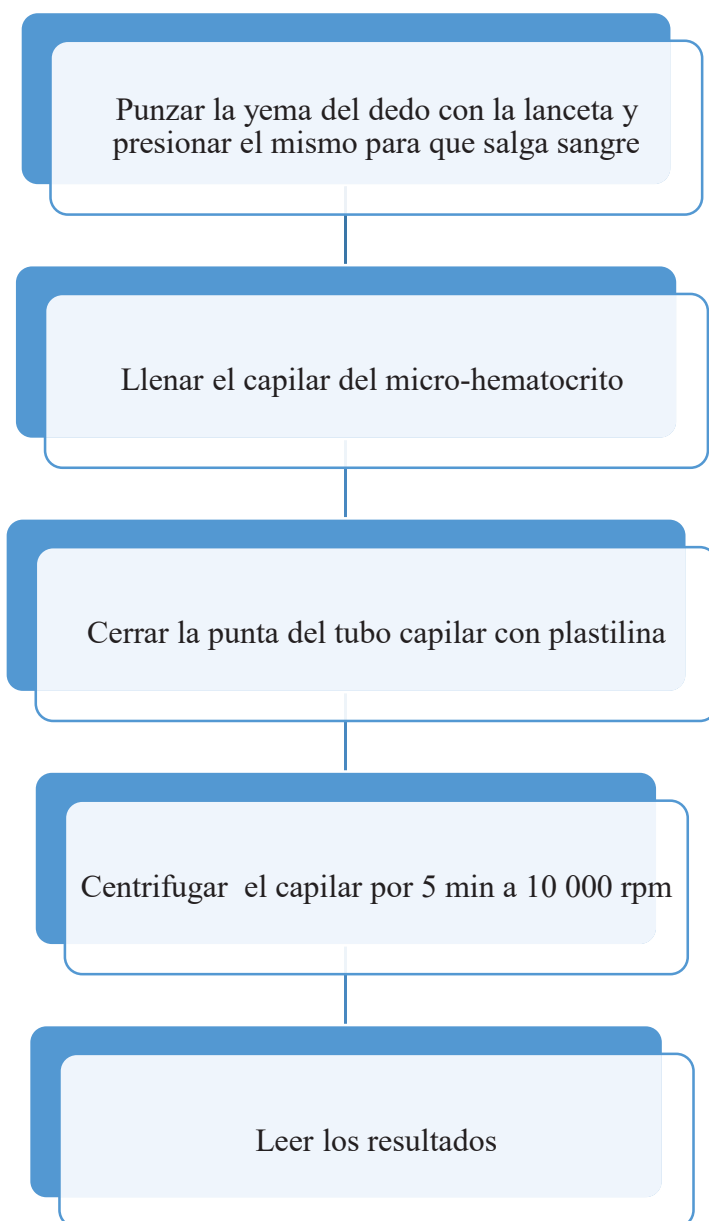 Punzar la yema del dedo con la lanceta y
presionar el mismo para que salga sangre
Llenar el capilar del micro-hematocrito
Cerrar la punta del tubo capilar con plastilina
Centrifugar  el capilar por 5 min a 10 000 rpm
Leer los resultados